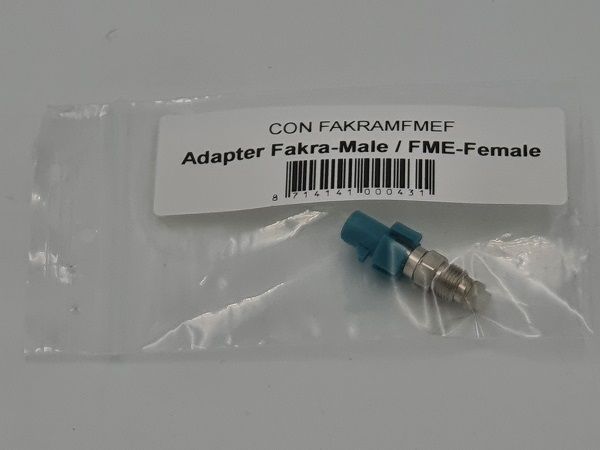 CON FAKRAMFMEF
Adapter Fakra-Male / FME-Female
8 714141 000431